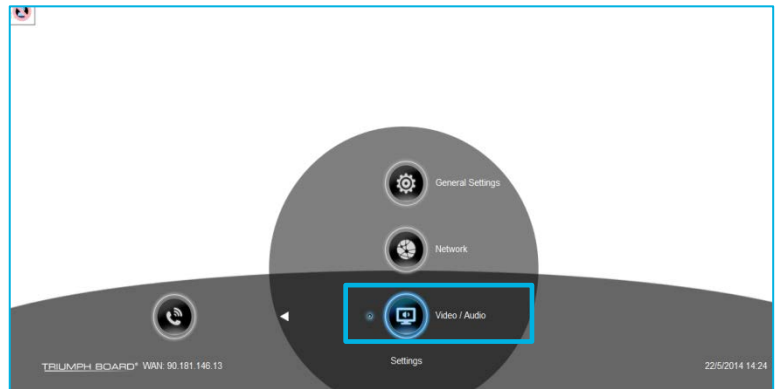 General Settings
Network
Video / Audio
TRIUMPH BOARD® WAN: 90.181.146.13
Settings
22/5/2014 14:24